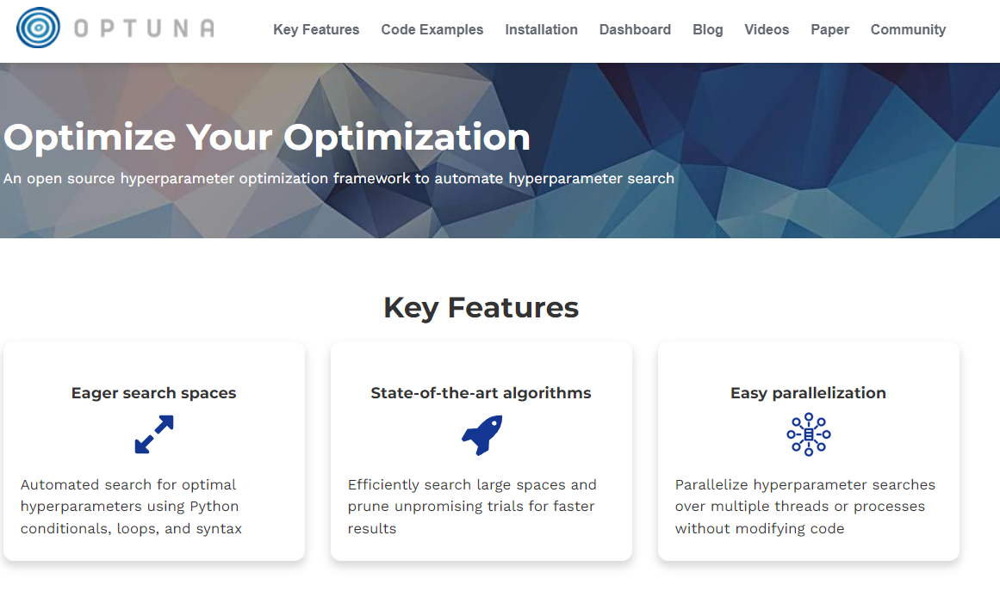 OPTUNA
Key Features Code Examples Installation Dashboard Blog Videos Paper Community
Optimize Your Optimization
An open source hyperparameter optimization framework to automate hyperparameter search
Key Features
Eager search spaces
Automated search for optimal
hyperparameters using Python
conditionals, loops, and syntax
State-of-the-art algorithms
Efficiently search large spaces and
prune unpromising trials for faster
results
Easy parallelization
Parallelize hyperparameter searches
over multiple threads or processes
without modifying code